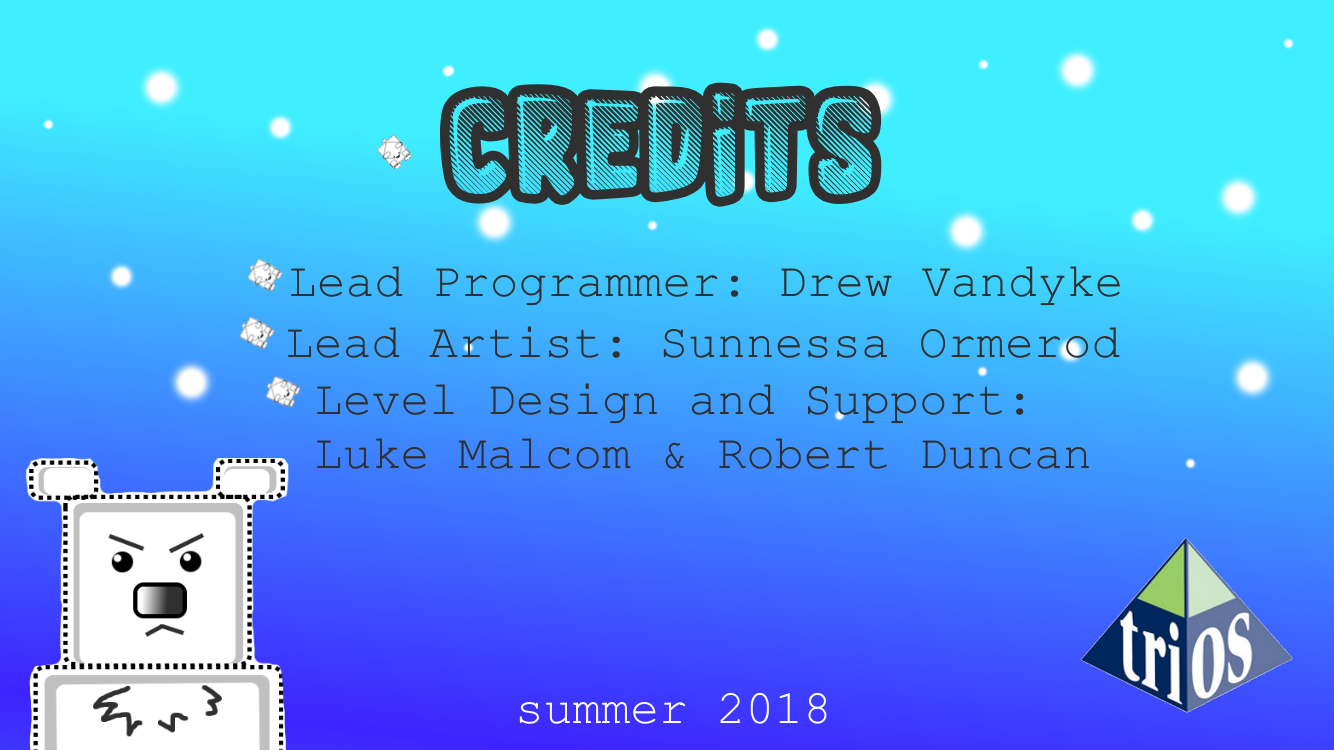 CREDiTS
Lead Programmer: Drew Vandyke
Lead Artist: Sunnessa Ormerod
Level Design and Support:
Luke Malcom & Robert Duncan
triOS
summer 2018